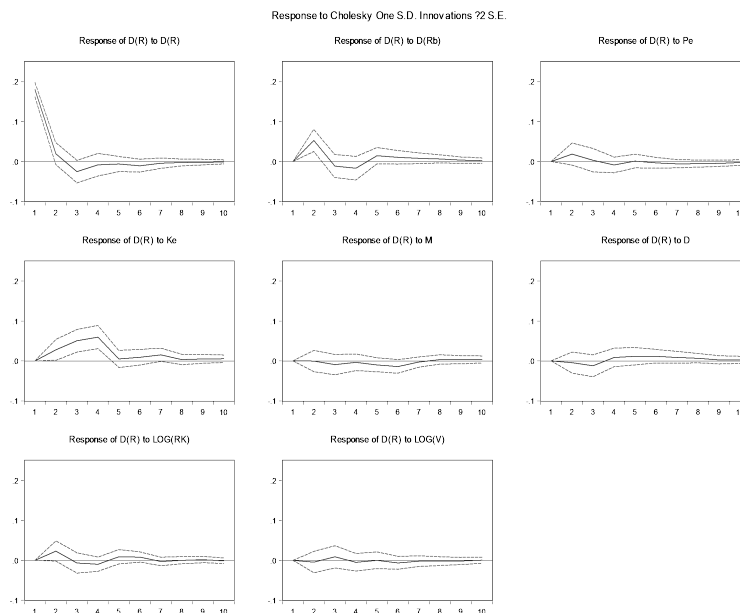 Response to Cholesky One S.D. Innovations ?2 S.E.
Response of D(R) to D(R)
.2
.1
.0
-.1
1 2 3 4 5 6 7 8 9 10
Response of D(R) to D(Rb)
.2
.1
.0
-.1
1 2 3 4 5 6 7 8 9 10
Response of D(R) to Pe
.2
.1
.0
-.1
1 2 3 4 5 6 7 8 9
Response of D(R) to Ke
.2
.1
.0
-.1
1 2 3 4 5 6 7 8 9 10
Response of D(R) to M
.2
.1
.0
-.1
1 2 3 4 5 6 7 8 9 10
Response of D(R) to D
.2
.1
.0
-.1
1 2 3 4 5 6 7 8 9
Response of D(R) to LOG(RK)
.2
.1
.0
-.1
1 2 3 4 5 6 7 8 9 10
Response of D(R) to LOG(V)
.2
.1
.0
-.1
1 2 3 4 5 6 7 8 9 10